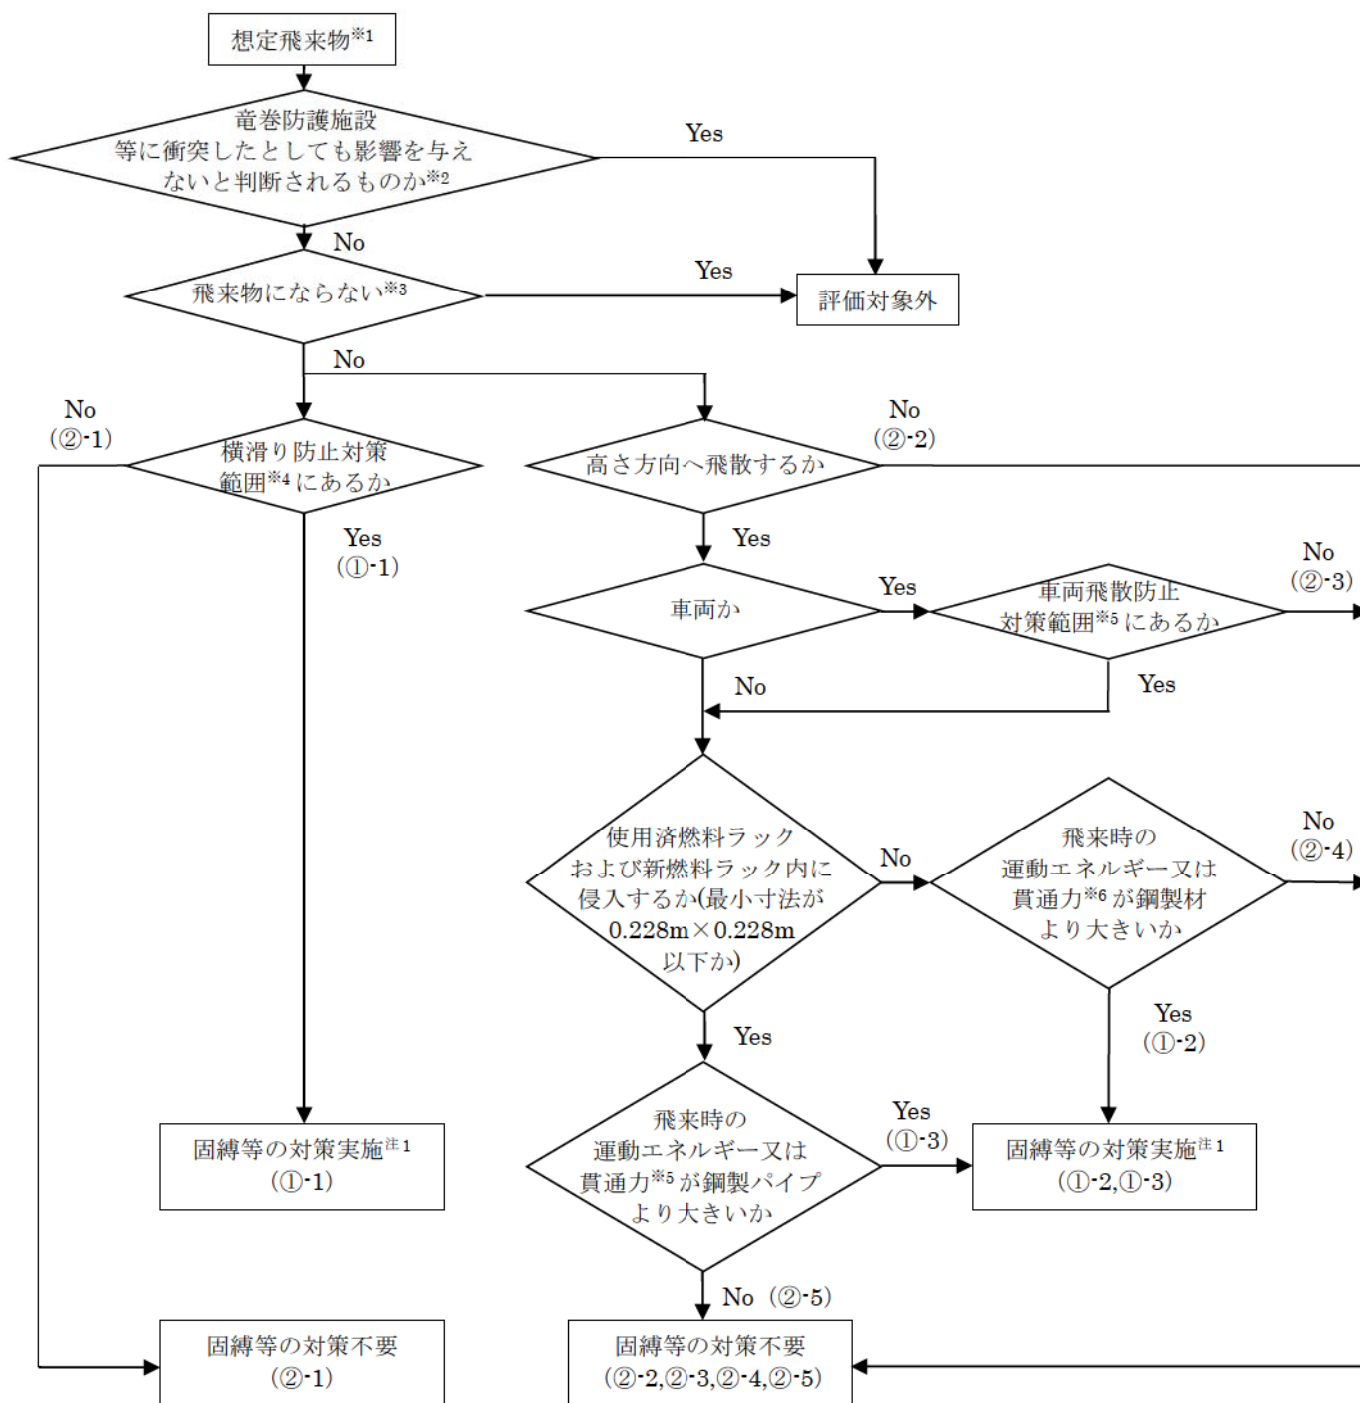 想定飛来物※1
竜巻防護施設
等に衝突したとしても影響を与え
ないと判断されるものか※2
Yes
No
飛来物にならない※3
Yes
評価対象外
No
No
(②-1)
横滑り防止対策
範囲※4にあるか
Yes
(①-1)
高さ方向へ飛散するか
No
(②-2)
Yes
車両か
Yes
車両飛散防止
対策範囲※5にあるか
No
(②-3)
No
Yes
使用済燃料ラック
および新燃料ラック内に
侵入するか(最小寸法が
0.228m×0.228m
以下か)
No
飛来時の
運動エネルギー又は
貫通力※6が鋼製材
より大きいか
No
(②-4)
Yes
(①-2)
Yes
飛来時の
運動エネルギー又は
貫通力※5が鋼製パイプ
より大きいか
Yes
(①-3)
固縛等の対策実施注1
(①-1)
固縛等の対策実施注1
(①-2,①-3)
No (②-5)
固縛等の対策不要
(②-1)
固縛等の対策不要
(②-2,②-3,②-4,②-5)